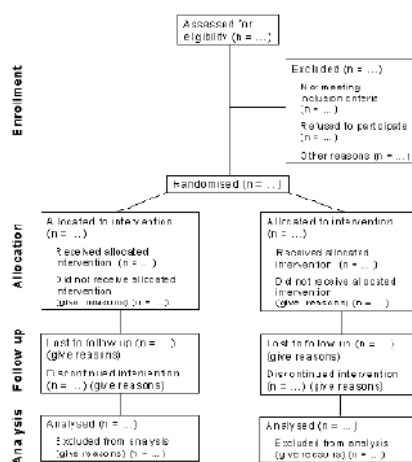 Assessed for
eligibility (n = ...)
Enrollment
Excluded (n = ...)
Not meeting
inclusion criteria
(n = ...)
Refused to participate
(n = ...)
Other reasons (n = ...)
Randomised (n = ...)
Allocation
Allocated to intervention
(n = ...)
Received allocated
intervention (n = ...)
Did not receive allocated
intervention
(give reasons) (n = ...)
Allocated to intervention
(n = ...)
Received allocated
intervention (n = ...)
Did not receive allocated
intervention
(give reasons) (n = ...)
Follow up
Lost to follow up (n = ...)
(give reasons)
Discontinued intervention
(n = ...) (give reasons)
Lost to follow up (n = ...)
(give reasons)
Discontinued intervention
(n = ...) (give reasons)
Analysis
Analysed (n = ...)
Excluded from analysis
(give reasons) (n = ...)
Analysed (n = ...)
Excluded from analysis
(give reasons) (n = ...)